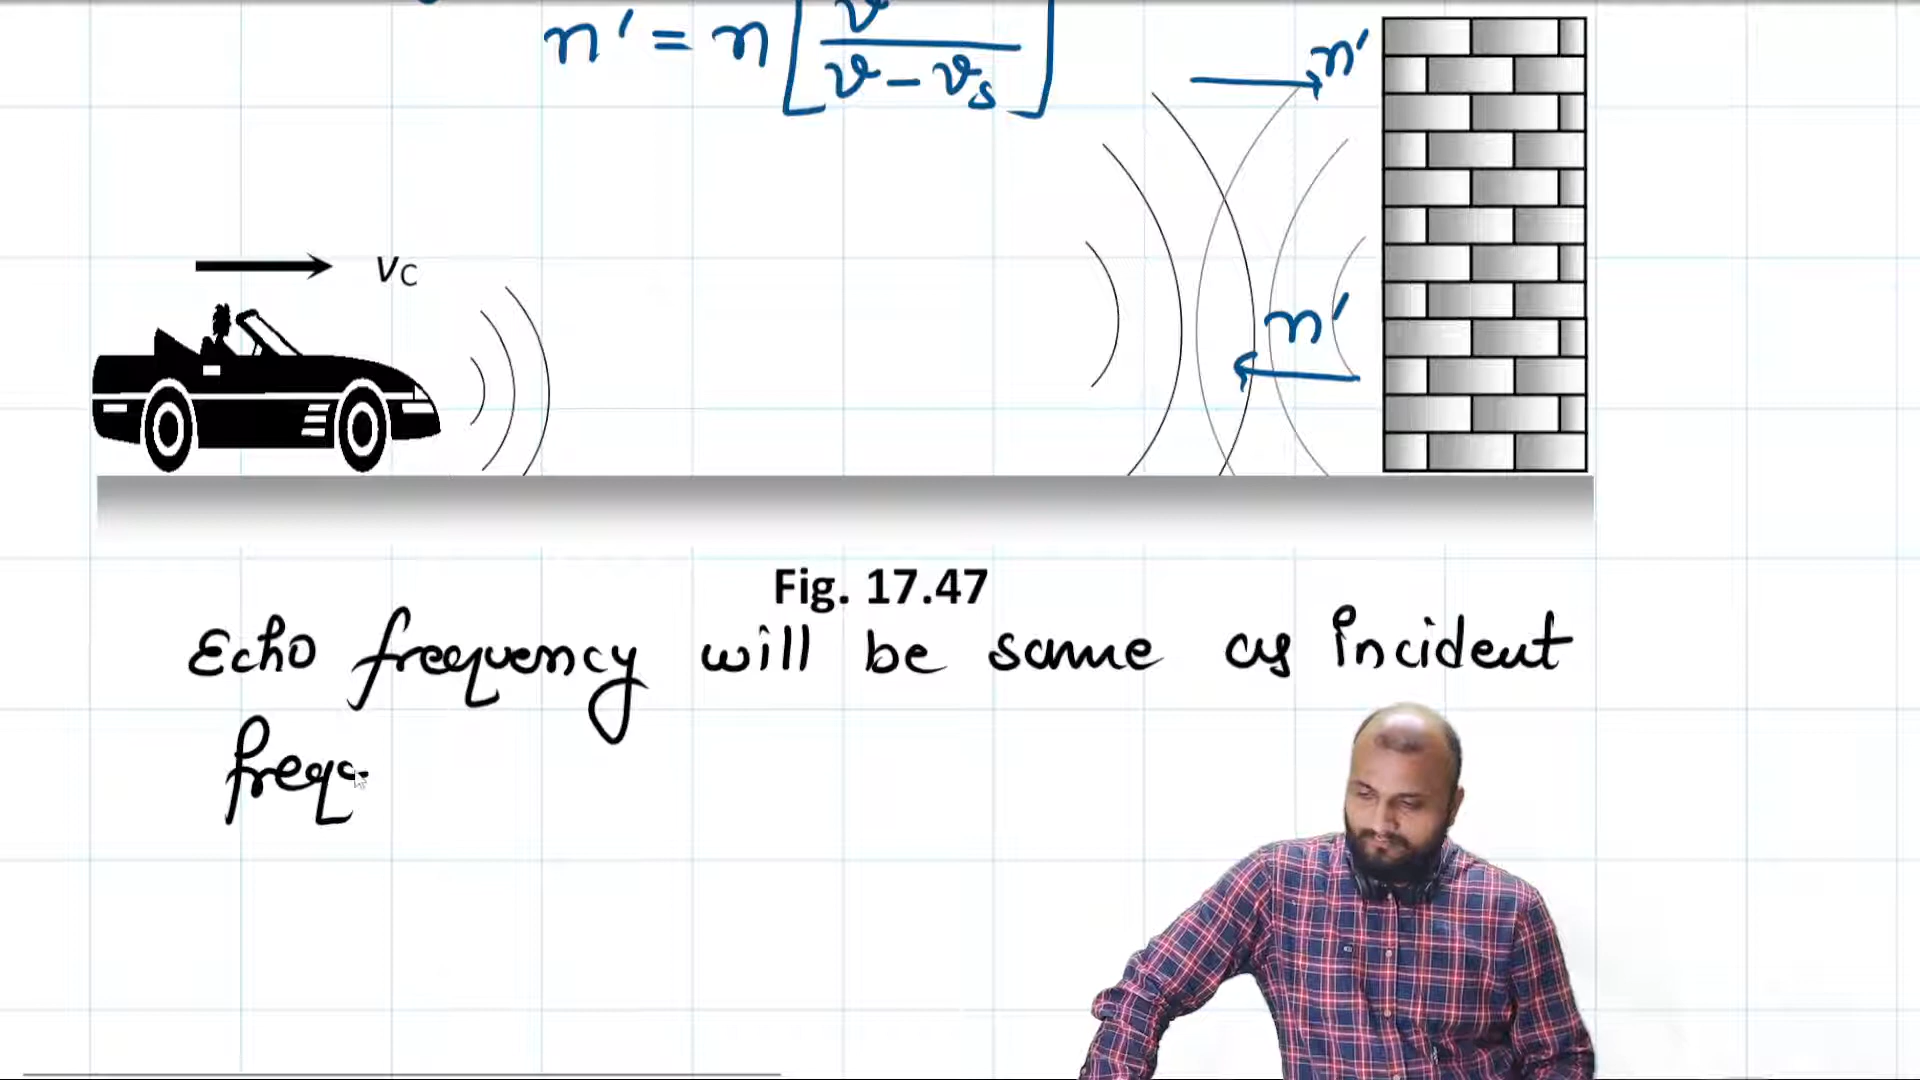 n' = n [ v / v - vs ]
n'
vC
n'
Fig. 17.47
Echo frequency will be same as incident
freq